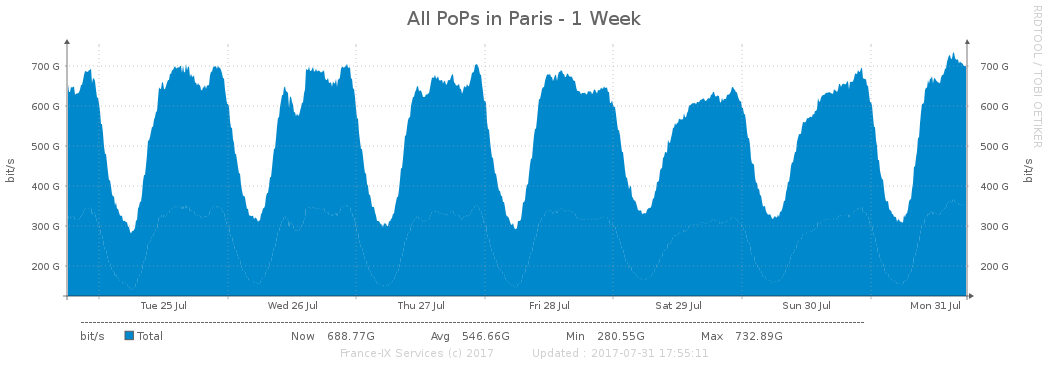 All PoPs in Paris - 1 Week
RRDTOOL / TOBI OETIKER
bit/s
700 G
600 G
500 G
400 G
300 G
200 G
700 G
600 G
500 G
400 G
300 G
200 G
bit/s
Tue 25 Jul Wed 26 Jul Thu 27 Jul Fri 28 Jul Sat 29 Jul Sun 30 Jul Mon 31 Jul
bit/s Total Now 688.77G Avg 546.66G Min 280.55G Max 732.89G
France-IX Services (c) 2017 Updated : 2017-07-31 17:55:11